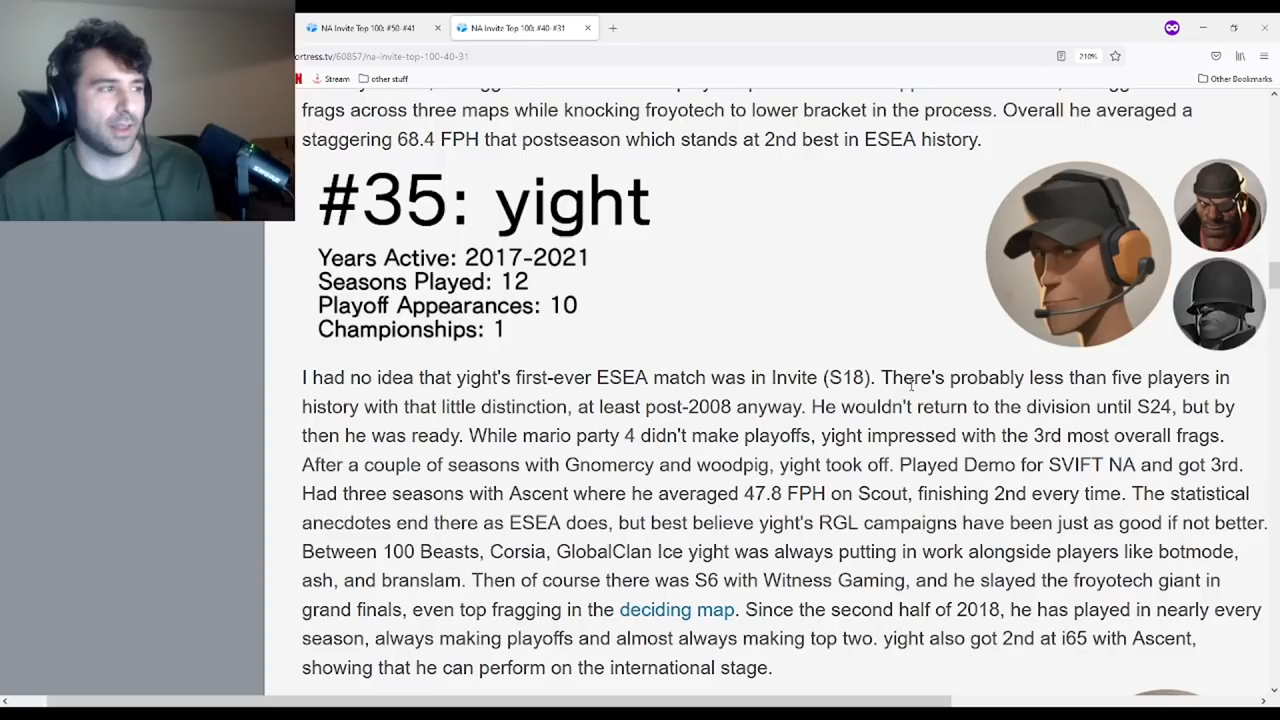 NA Invite Top 100: #50-#41
NA Invite Top 100: #40-#31
ortress.tv/60857/na-invite-top-100-40-31
210%
Stream
other stuff
Other Bookmarks
frags across three maps while knocking froyotech to lower bracket in the process. Overall he averaged a
staggering 68.4 FPH that postseason which stands at 2nd best in ESEA history.
#35: yight
Years Active: 2017-2021
Seasons Played: 12
Playoff Appearances: 10
Championships: 1
I had no idea that yight's first-ever ESEA match was in Invite (S18). There's probably less than five players in
history with that little distinction, at least post-2008 anyway. He wouldn't return to the division until S24, but by
then he was ready. While mario party 4 didn't make playoffs, yight impressed with the 3rd most overall frags.
After a couple of seasons with Gnomercy and woodpig, yight took off. Played Demo for SVIFT NA and got 3rd.
Had three seasons with Ascent where he averaged 47.8 FPH on Scout, finishing 2nd every time. The statistical
anecdotes end there as ESEA does, but best believe yight's RGL campaigns have been just as good if not better.
Between 100 Beasts, Corsia, GlobalClan Ice yight was always putting in work alongside players like botmode,
ash, and branslam. Then of course there was S6 with Witness Gaming, and he slayed the froyotech giant in
grand finals, even top fragging in the deciding map. Since the second half of 2018, he has played in nearly every
season, always making playoffs and almost always making top two. yight also got 2nd at i65 with Ascent,
showing that he can perform on the international stage.